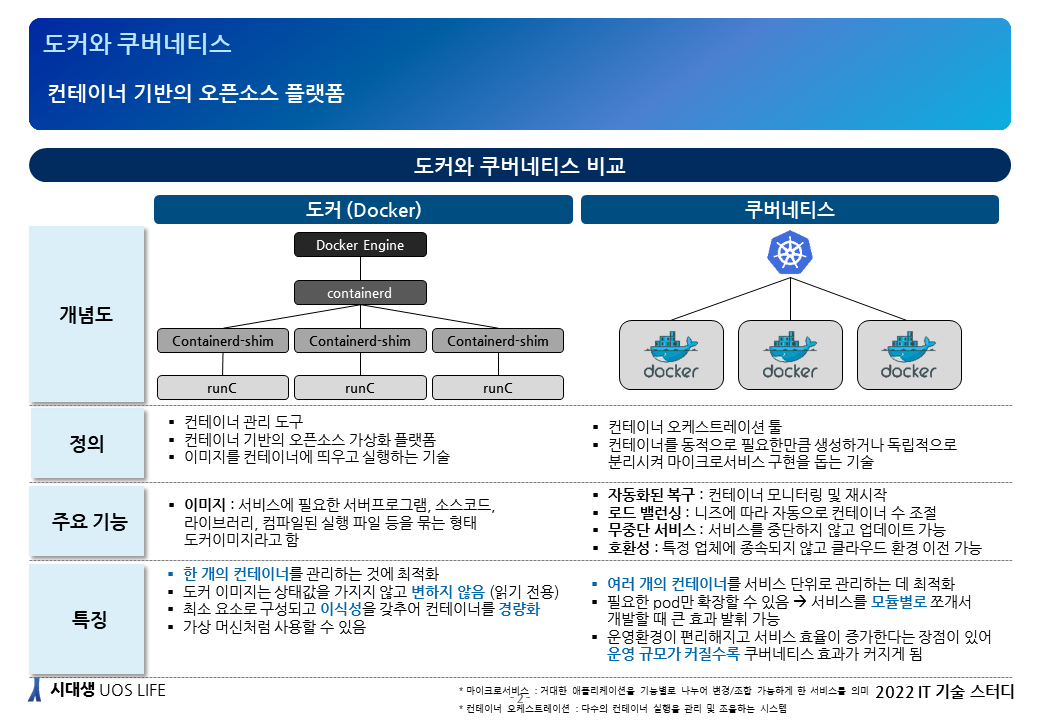 도커와 쿠버네티스
컨테이너 기반의 오픈소스 플랫폼
도커와 쿠버네티스 비교
도커 (Docker)
쿠버네티스
개념도
Docker Engine
containerd
Containerd-shim
Containerd-shim
Containerd-shim
runC
runC
runC
docker
docker
docker
정의
▪ 컨테이너 관리 도구
▪ 컨테이너 기반의 오픈소스 가상화 플랫폼
▪ 이미지를 컨테이너에 띄우고 실행하는 기술
▪ 컨테이너 오케스트레이션 툴
▪ 컨테이너를 동적으로 필요한만큼 생성하거나 독립적으로
분리시켜 마이크로서비스 구현을 돕는 기술
주요 기능
▪ 이미지 : 서비스에 필요한 서버프로그램, 소스코드,
라이브러리, 컴파일된 실행 파일 등을 묶는 형태
도커이미지라고 함
▪ 자동화된 복구 : 컨테이너 모니터링 및 재시작
▪ 로드 밸런싱 : 니즈에 따라 자동으로 컨테이너 수 조절
▪ 무중단 서비스 : 서비스를 중단하지 않고 업데이트 가능
▪ 호환성 : 특정 업체에 종속되지 않고 클라우드 환경 이전 가능
특징
▪ 한 개의 컨테이너를 관리하는 것에 최적화
▪ 도커 이미지는 상태값을 가지지 않고 변하지 않음 (읽기 전용)
▪ 최소 요소로 구성되고 이식성을 갖추어 컨테이너를 경량화
▪ 가상 머신처럼 사용할 수 있음
▪ 여러 개의 컨테이너를 서비스 단위로 관리하는 데 최적화
▪ 필요한 pod만 확장할 수 있음 → 서비스를 모듈별로 쪼개서
개발할 때 큰 효과 발휘 가능
▪ 운영환경이 편리해지고 서비스 효율이 증가한다는 장점이 있어
운영 규모가 커질수록 쿠버네티스 효과가 커지게 됨
시대생 UOS LIFE
* 마이크로서비스 : 거대한 애플리케이션을 기능별로 나누어 변경/조합 가능하게 한 서비스를 의미
- 2 -
* 컨테이너 오케스트레이션 : 다수의 컨테이너 실행을 관리 및 조율하는 시스템
2022 IT 기술 스터디